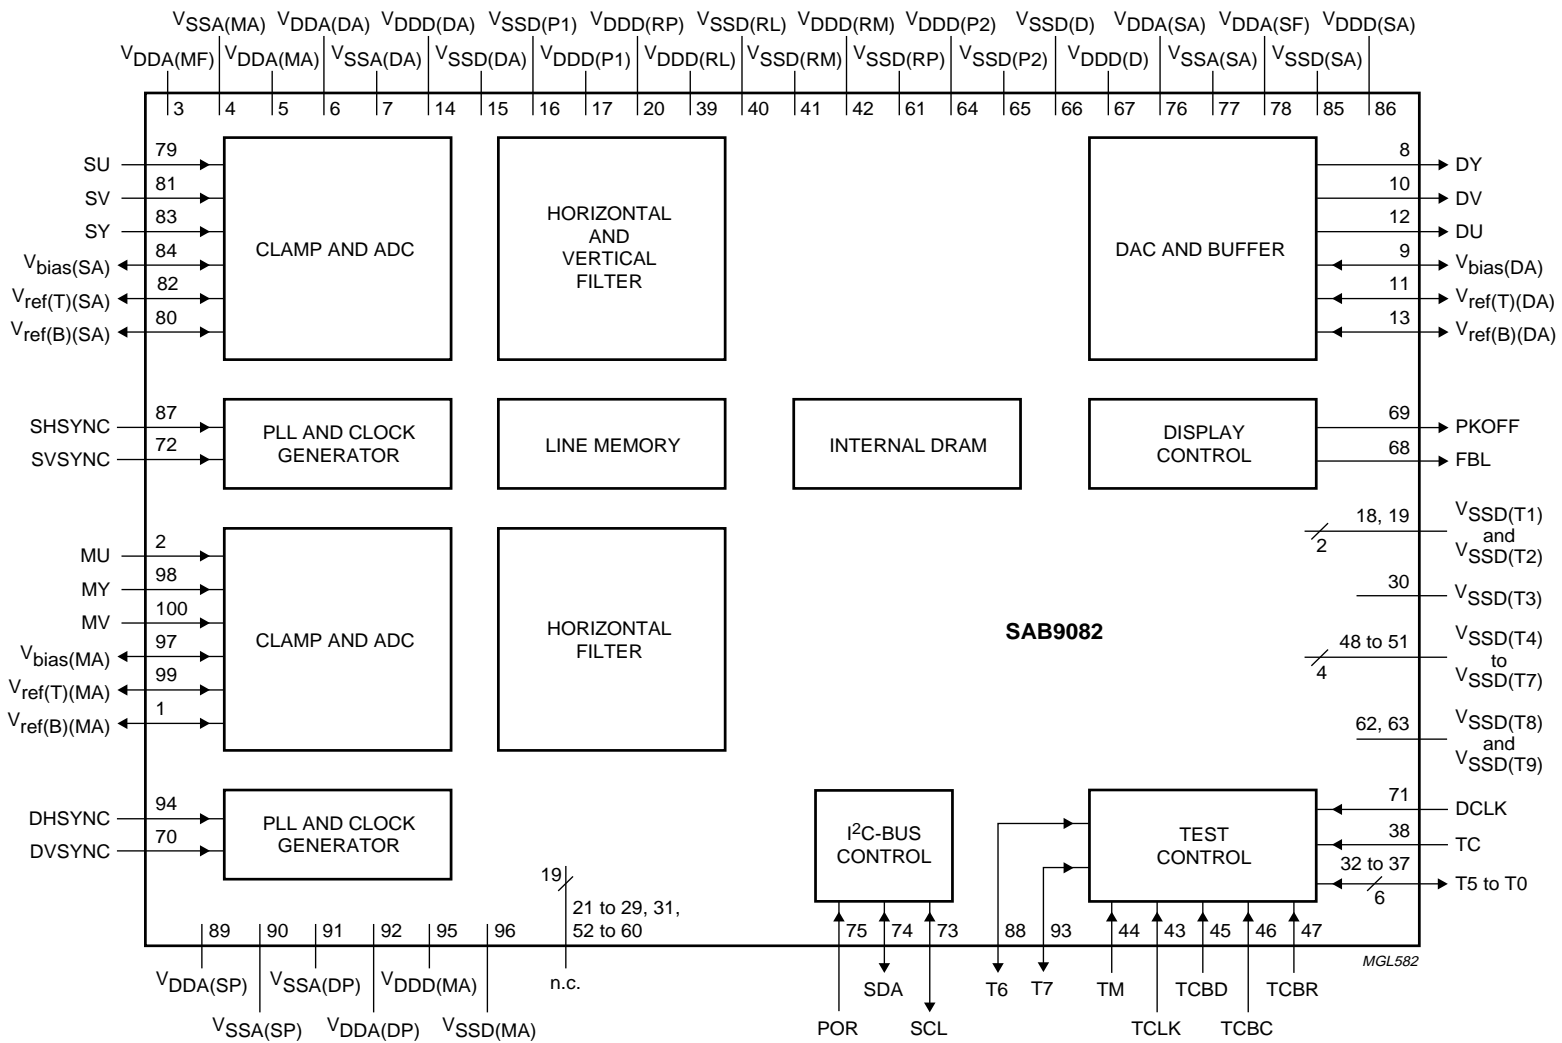 VSSA(MA) VDDA(DA) VDDD(DA) VSSD(P1) VDDD(RP) VSSD(RL) VDDD(RM) VDDD(P2) VSSD(D) VDDA(SA) VDDA(SF) VDDD(SA)
VDDA(MF) VDDA(MA) VSSA(DA) VSSD(DA) VDDD(P1) VDDD(RL) VSSD(RM) VSSD(RP) VSSD(P2) VDDD(D) VSSA(SA) VSSD(SA)
3 4 5 6 7 14 15 16 17 20 39 40 41 42 61 64 65 66 67 76 77 78 85 86
SU 79
SV 81
SY 83
Vbias(SA) 84
Vref(T)(SA) 82
Vref(B)(SA) 80
CLAMP AND ADC
HORIZONTAL
AND
VERTICAL
FILTER
DAC AND BUFFER
8 DY
10 DV
12 DU
9 Vbias(DA)
11 Vref(T)(DA)
13 Vref(B)(DA)
SHSYNC 87
SVSYNC 72
PLL AND CLOCK
GENERATOR
LINE MEMORY
INTERNAL DRAM
DISPLAY
CONTROL
69 PKOFF
68 FBL
MU 2
MY 98
MV 100
Vbias(MA) 97
Vref(T)(MA) 99
Vref(B)(MA) 1
CLAMP AND ADC
HORIZONTAL
FILTER
SAB9082
18, 19 VSSD(T1)
and
2 VSSD(T2)
30 VSSD(T3)
48 to 51 VSSD(T4)
to
4 VSSD(T7)
62, 63 VSSD(T8)
and
VSSD(T9)
DHSYNC 94
DVSYNC 70
PLL AND CLOCK
GENERATOR
I2C-BUS
CONTROL
TEST
CONTROL
71 DCLK
38 TC
32 to 37
T5 to T0
6
19
21 to 29, 31,
52 to 60
89 90 91 92 95 96
75 74 73 88 93 44 43 45 46 47
MGL582
VDDA(SP) VSSA(DP) VDDD(MA) n.c. SDA T6 T7 TM TCBD TCBR
VSSA(SP) VDDA(DP) VSSD(MA) POR SCL TCLK TCBC